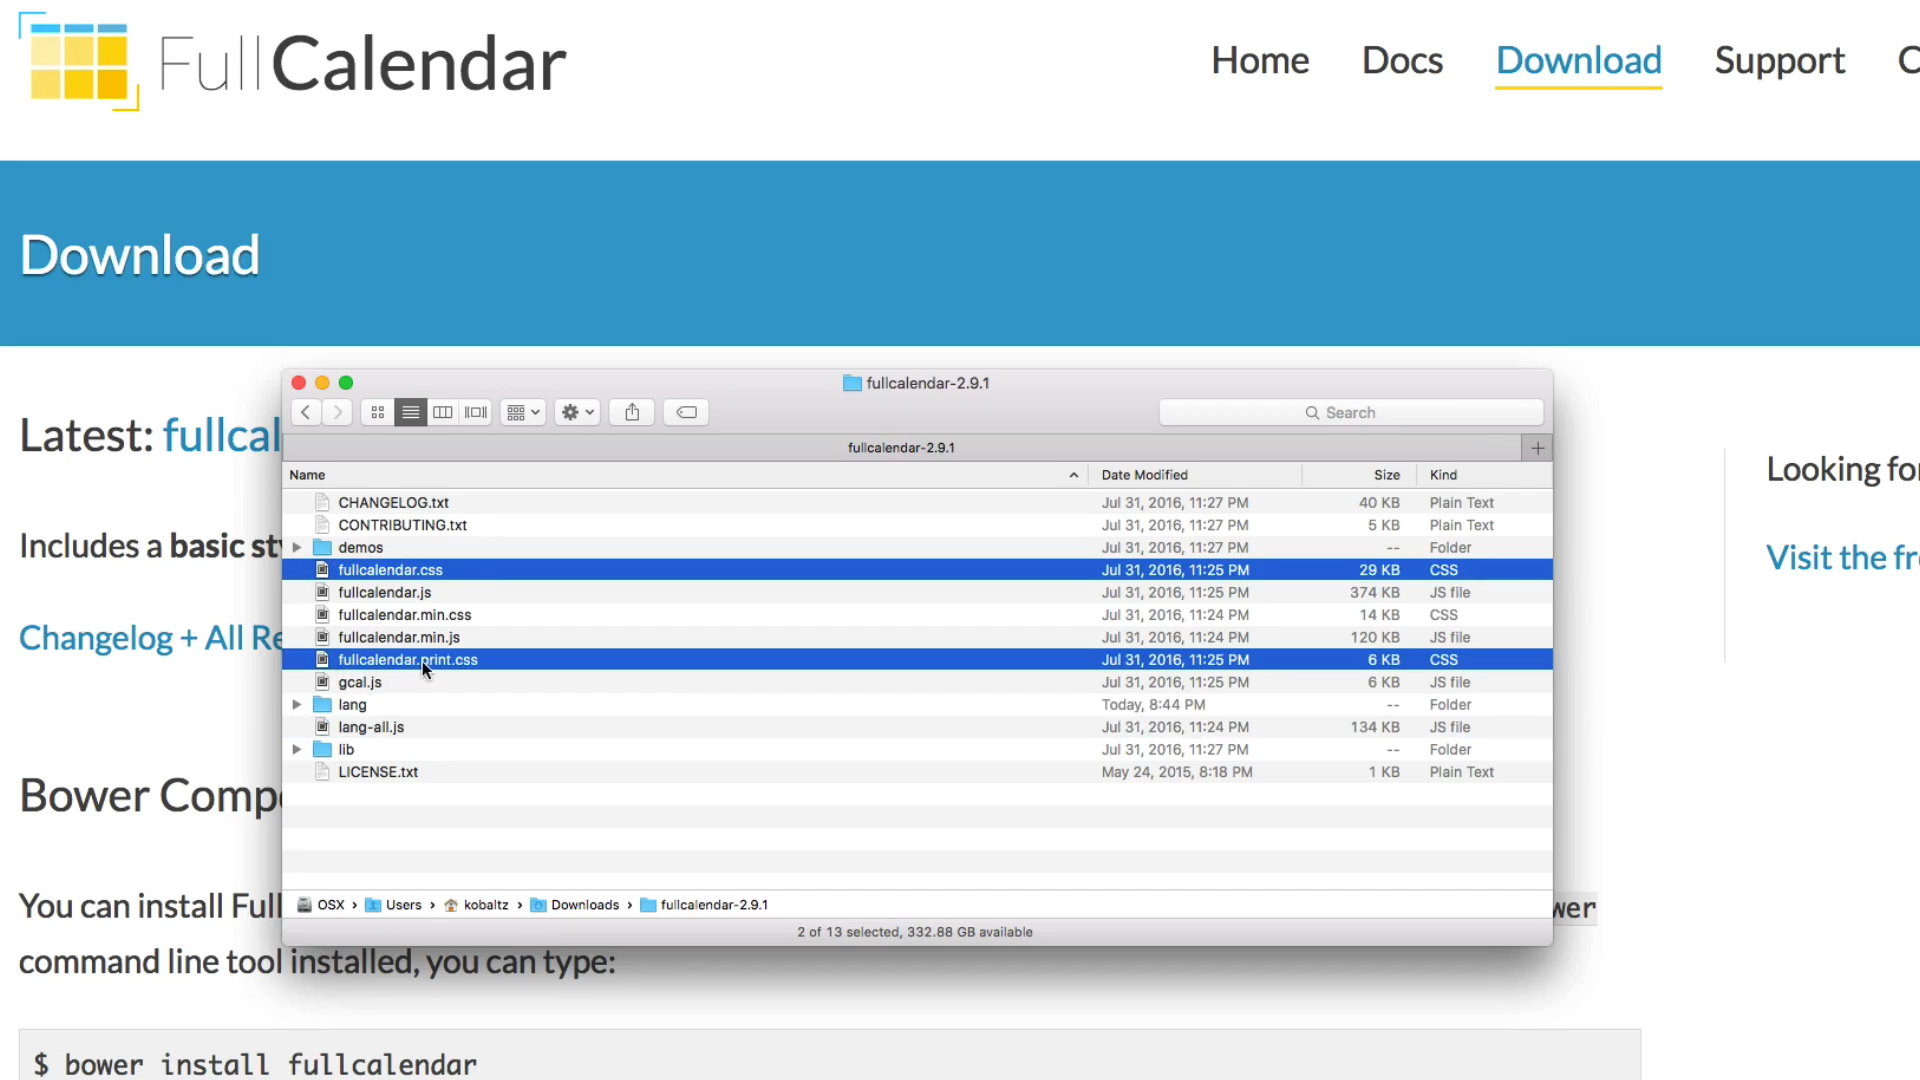 FullCalendar
Home Docs Download Support
Download
Latest: fullcal
Includes a basic sty
Changelog + All Re
Bower Compo
You can install Full
wer
command line tool installed, you can type:
$ bower install fullcalendar
Looking for
Visit the fre
fullcalendar-2.9.1
Search
fullcalendar-2.9.1
Name Date Modified Size Kind
CHANGELOG.txt Jul 31, 2016, 11:27 PM 40 KB Plain Text
CONTRIBUTING.txt Jul 31, 2016, 11:27 PM 5 KB Plain Text
demos Jul 31, 2016, 11:27 PM -- Folder
fullcalendar.css Jul 31, 2016, 11:25 PM 29 KB CSS
fullcalendar.js Jul 31, 2016, 11:25 PM 374 KB JS file
fullcalendar.min.css Jul 31, 2016, 11:24 PM 14 KB CSS
fullcalendar.min.js Jul 31, 2016, 11:24 PM 120 KB JS file
fullcalendar.print.css Jul 31, 2016, 11:25 PM 6 KB CSS
gcal.js Jul 31, 2016, 11:25 PM 6 KB JS file
lang Today, 8:44 PM -- Folder
lang-all.js Jul 31, 2016, 11:24 PM 134 KB JS file
lib Jul 31, 2016, 11:27 PM -- Folder
LICENSE.txt May 24, 2015, 8:18 PM 1 KB Plain Text
OSX › Users › kobaltz › Downloads › fullcalendar-2.9.1
2 of 13 selected, 332.88 GB available